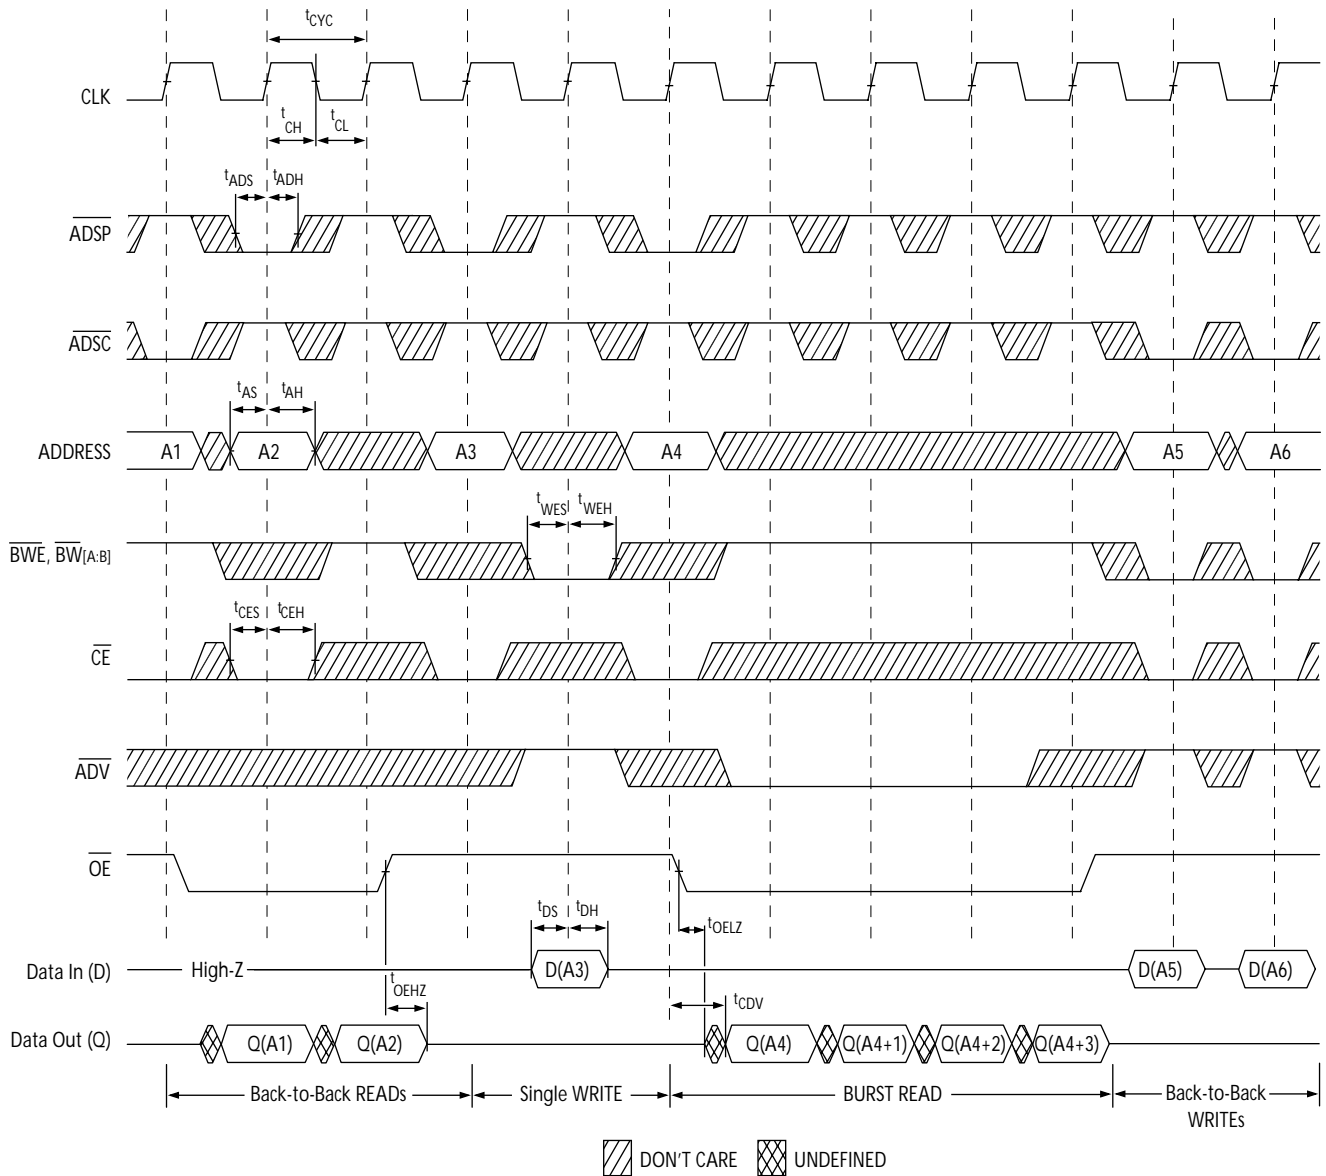 tCYC
CLK
tCH tCL
tADS tADH
ADSP
ADSC
tAS tAH
ADDRESS A1 A2 A3 A4 A5 A6
tWES tWEH
BWE, BW[A:B]
tCES tCEH
CE
ADV
OE
tDS tDH
tOELZ
Data In (D) High-Z D(A3) D(A5) D(A6)
tOEHZ
tCDV
Data Out (Q) Q(A1) Q(A2) Q(A4) Q(A4+1) Q(A4+2) Q(A4+3)
Back-to-Back READs Single WRITE BURST READ Back-to-Back
WRITEs
DON'T CARE UNDEFINED